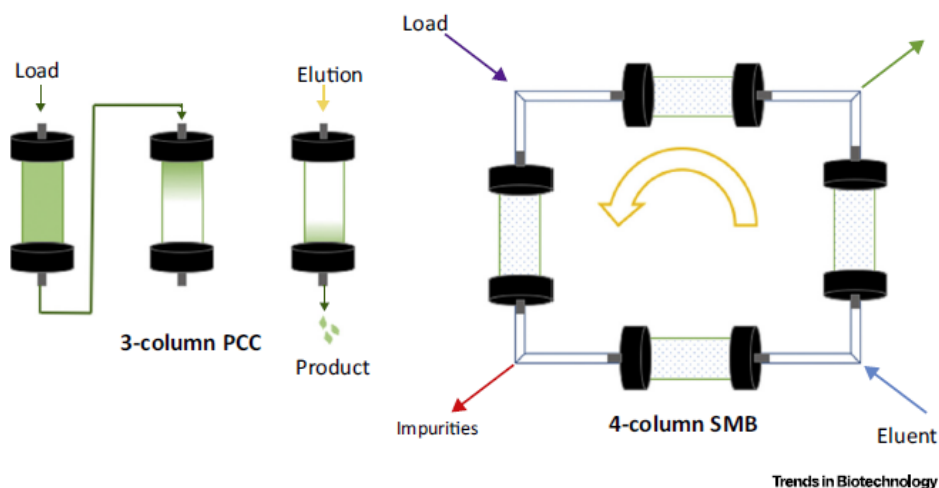 Load
Elution
3-column PCC
Product
Load
Impurities
4-column SMB
Eluent
Trends in Biotechnology